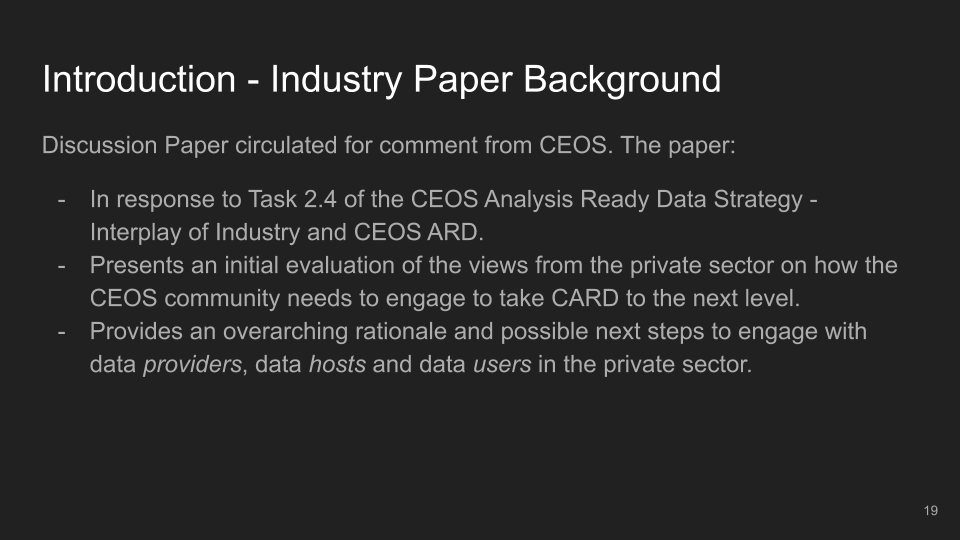 Introduction - Industry Paper Background
Discussion Paper circulated for comment from CEOS. The paper:
- In response to Task 2.4 of the CEOS Analysis Ready Data Strategy -
Interplay of Industry and CEOS ARD.
- Presents an initial evaluation of the views from the private sector on how the
CEOS community needs to engage to take CARD to the next level.
- Provides an overarching rationale and possible next steps to engage with
data providers, data hosts and data users in the private sector.
19